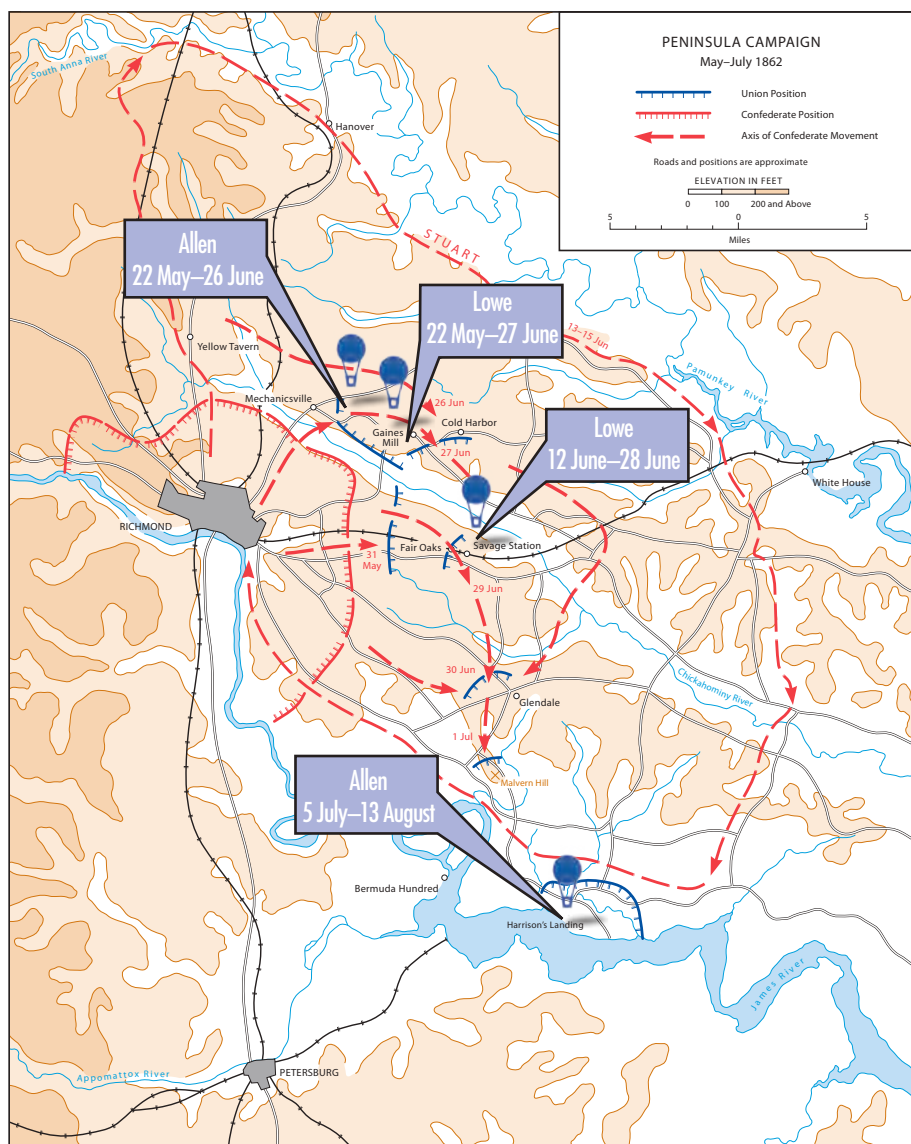 PENINSULA CAMPAIGN
May–July 1862
Union Position
Confederate Position
Axis of Confederate Movement
Roads and positions are approximate
ELEVATION IN FEET
0 100 200 and Above
5 0 5
Miles
South Anna River
Hanover
STUART
Allen
22 May–26 June
Lowe
22 May–27 June
13–15 Jun
Yellow Tavern
Pamunkey River
Mechanicsville
26 Jun
Gaines
Mill
Cold Harbor
27 Jun
Lowe
12 June–28 June
White House
RICHMOND
31
May
Fair Oaks
Savage Station
29 Jun
30 Jun
Glendale
Chickahominy River
1 Jul
Malvern Hill
Allen
5 July–13 August
Bermuda Hundred
Harrison's Landing
James River
Appomattox River
PETERSBURG